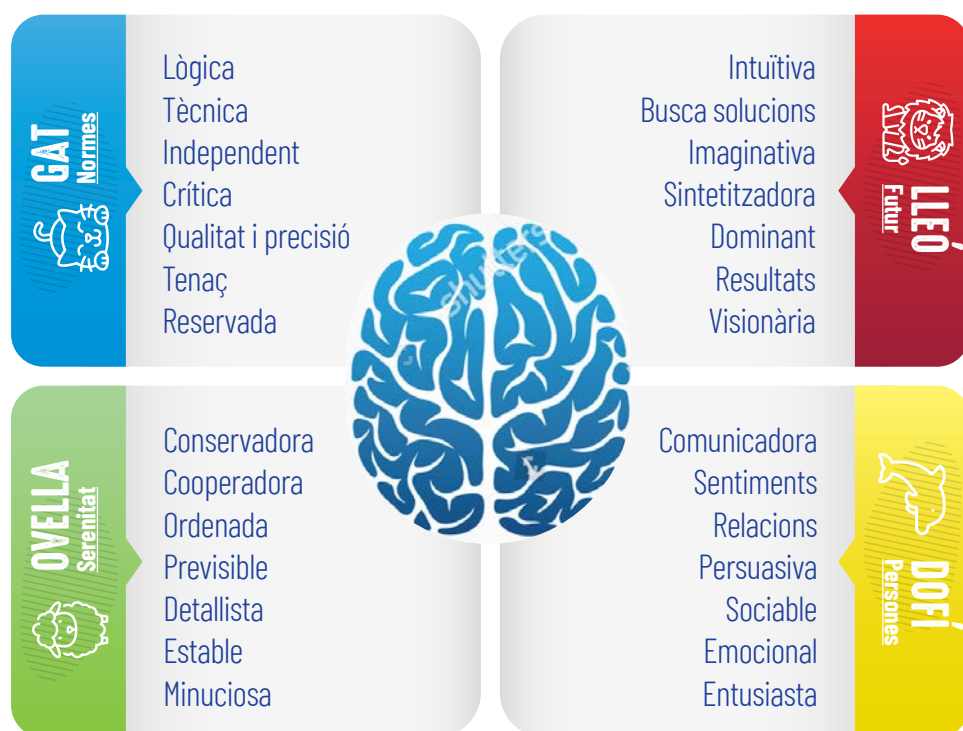 GAT
Normes
Lògica
Tècnica
Independent
Crítica
Qualitat i precisió
Tenaç
Reservada
Intuïtiva
Busca solucions
Imaginativa
Sintetitzadora
Dominant
Resultats
Visionària
LLEÓ
Futur
shutters
OVELLA
Serenitat
Conservadora
Cooperadora
Ordenada
Previsible
Detallista
Estable
Minuciosa
Comunicadora
Sentiments
Relacions
Persuasiva
Sociable
Emocional
Entusiasta
DOFÍ
Persones